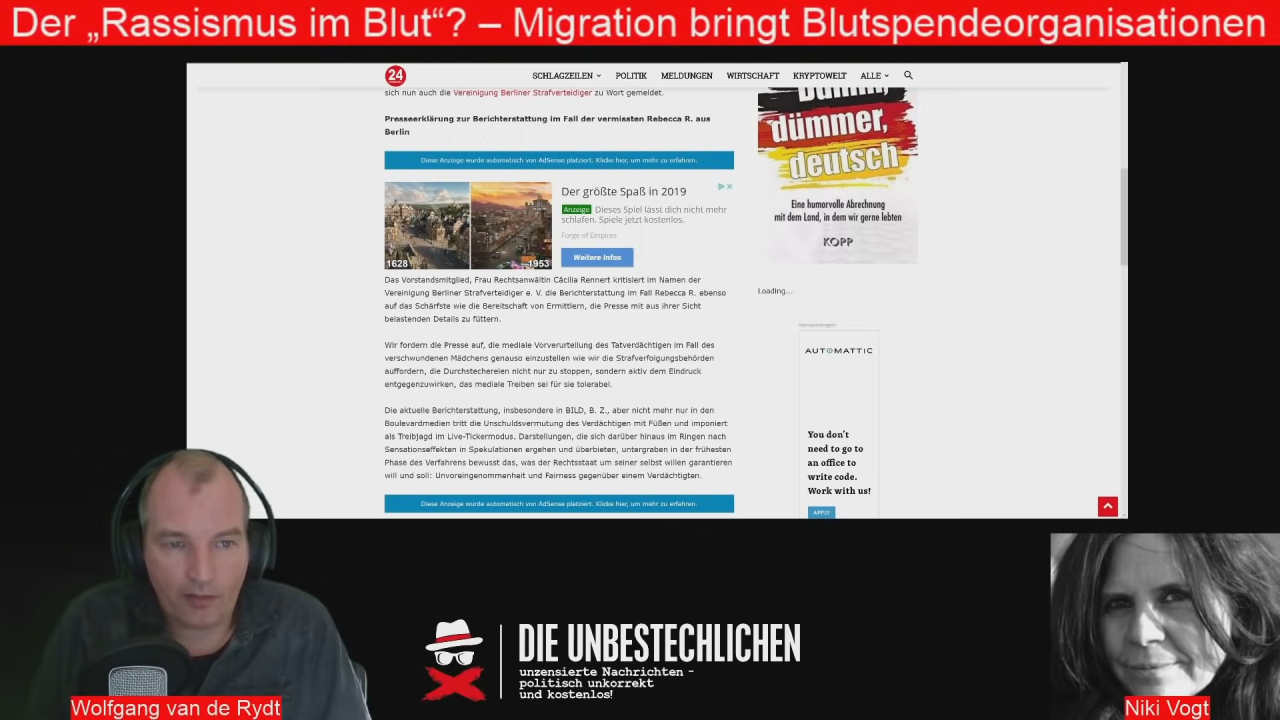 Der „Rassismus im Blut“? – Migration bringt Blutspendeorganisationen
24
SCHLAGZEILEN
POLITIK
MELDUNGEN
WIRTSCHAFT
KRYPTOWELT
ALLE
sich nun auch die Vereinigung Berliner Strafverteidiger zu Wort gemeldet.
Presseerklärung zur Berichterstattung im Fall der vermissten Rebecca R. aus
Berlin
Diese Anzeige wurde automatisch von AdSense platziert. Klicke hier, um mehr zu erfahren.
1628
1953
Der größte Spaß in 2019
Anzeige Dieses Spiel lässt dich nicht mehr
schlafen. Spiele jetzt kostenlos.
Forge of Empires
Weitere Infos
Das Vorstandsmitglied, Frau Rechtsanwältin Cäcilia Rennert kritisiert im Namen der
Vereinigung Berliner Strafverteidiger e. V. die Berichterstattung im Fall Rebecca R. ebenso
auf das Schärfste wie die Bereitschaft von Ermittlern, die Presse mit aus ihrer Sicht
belastenden Details zu füttern.
Wir fordern die Presse auf, die mediale Vorverurteilung des Tatverdächtigen im Fall des
verschwundenen Mädchens genauso einzustellen wie wir die Strafverfolgungsbehörden
auffordern, die Durchstechereien nicht nur zu stoppen, sondern aktiv dem Eindruck
entgegenzuwirken, das mediale Treiben sei für sie tolerabel.
Die aktuelle Berichterstattung, insbesondere in BILD, B. Z., aber nicht mehr nur in den
Boulevardmedien tritt die Unschuldsvermutung des Verdächtigen mit Füßen und imponiert
als Treibjagd im Live-Tickermodus. Darstellungen, die sich darüber hinaus im Ringen nach
Sensationseffekten in Spekulationen ergehen und überbieten, untergraben in der frühesten
Phase des Verfahrens bewusst das, was der Rechtsstaat um seiner selbst willen garantieren
will und soll: Unvoreingenommenheit und Fairness gegenüber einem Verdächtigten.
Diese Anzeige wurde automatisch von AdSense platziert. Klicke hier, um mehr zu erfahren.
Dumm,
dümmer,
deutsch
Eine humorvolle Abrechnung
mit dem Land, in dem wir gerne lebten
KOPP
Loading...
AUTOMATTIC
You don't
need to go to
an office to
write code.
Work with us!
APPLY
DIE UNBESTECHLICHEN
unzensierte Nachrichten -
politisch unkorrekt
und kostenlos!
Wolfgang van de Rydt
Niki Vogt